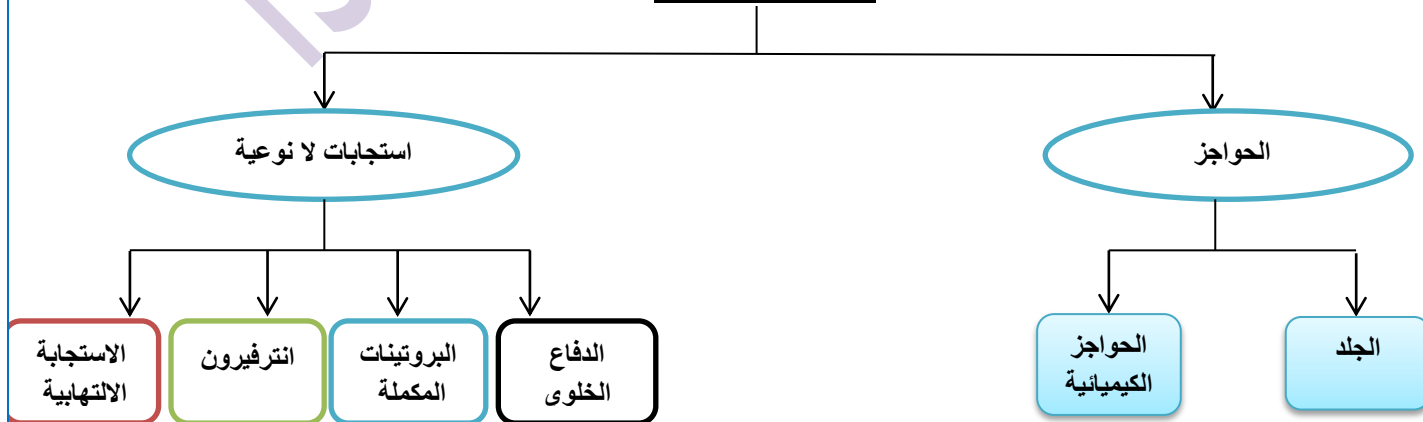 الحواجز
استجابات لا نوعية
الجلد
الحواجز
الكيميائية
الدفاع
الخلوى
البروتينات
المكملة
انترفيرون
الاستجابة
الالتهابية